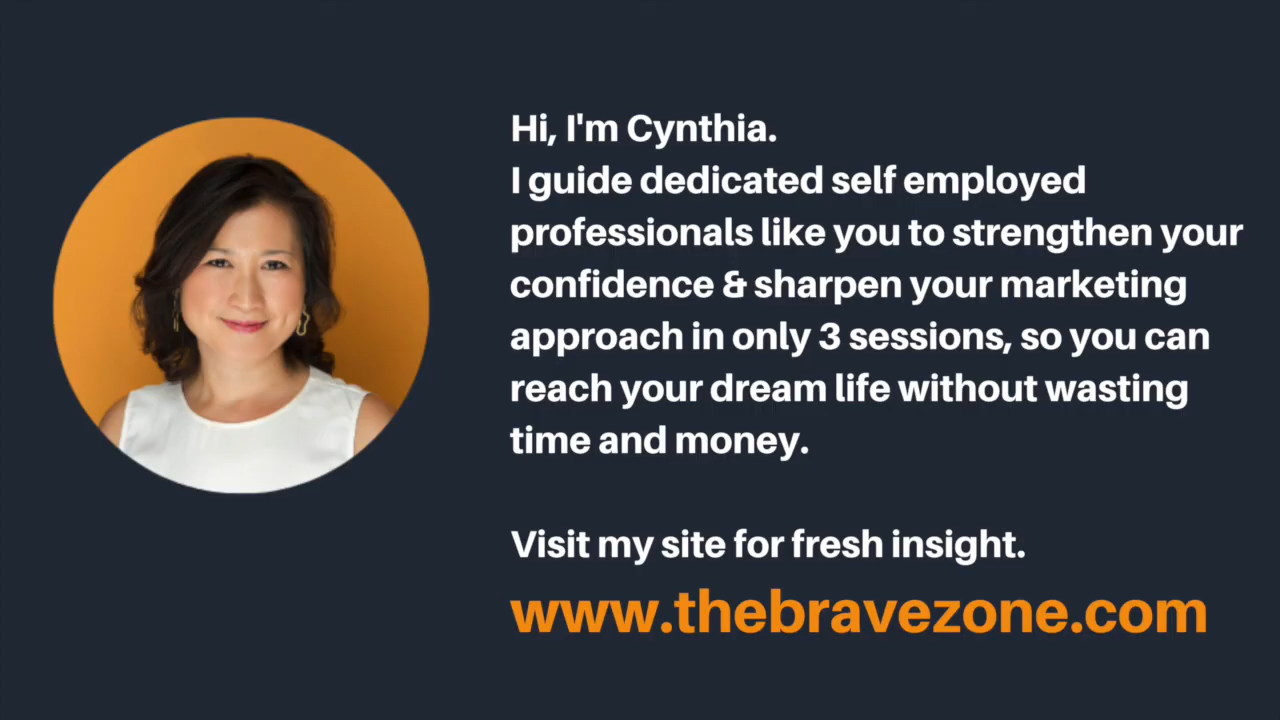 Hi, I'm Cynthia.
I guide dedicated self employed
professionals like you to strengthen your
confidence & sharpen your marketing
approach in only 3 sessions, so you can
reach your dream life without wasting
time and money.
Visit my site for fresh insight.
www.thebravezone.com